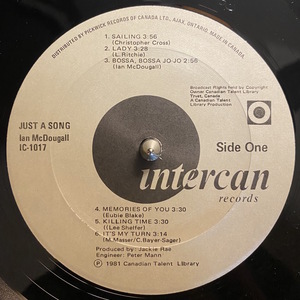 DISTRIBUTED BY PICKWICK RECORDS OF CANADA LTD., AJAX, ONTARIO. MADE IN CANADA.
1. SAILING 3:56
(Christopher Cross)
2. LADY 3:28
(L. Ritchie)
3. BOSSA, BOSSA JO-JO 2:56
(Ian McDougall)
Broadcast Rights held by Copyright
Owner Canadian Talent Library
Trust, Canada
A Canadian Talent
Library Production
JUST A SONG
Ian McDougall
IC-1017
Side One
intercan
records
4. MEMORIES OF YOU 3:30
(Eubie Blake)
5. KILLING TIME 3:30
(Lee Shelfer)
6. IT'S MY TURN 3:14
(M. Masser/C. Bayer-Sager)
Produced by: Jackie Rae
Engineer: Peter Mann
Ⓟ 1981 Canadian Talent Library